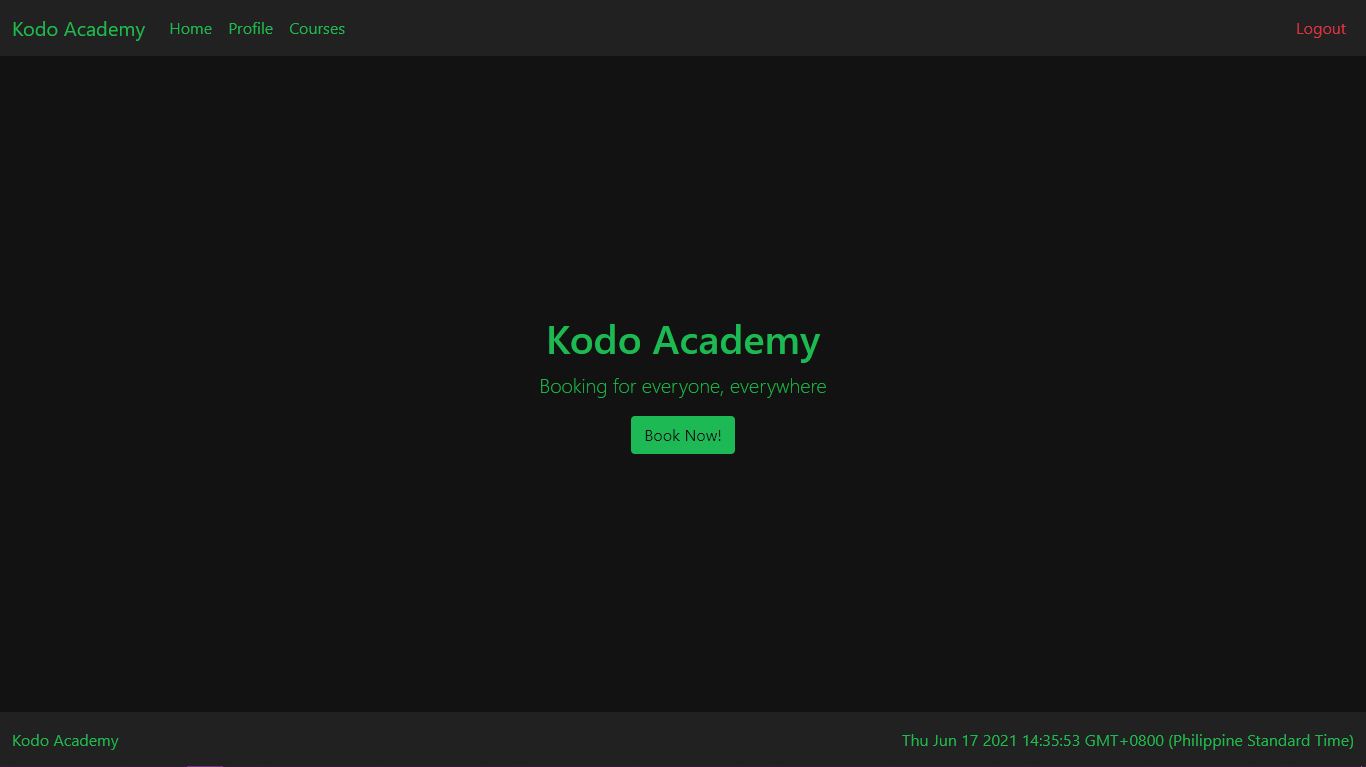 Kodo Academy Home Profile Courses Logout
Kodo Academy
Booking for everyone, everywhere
Book Now!
Kodo Academy Thu Jun 17 2021 14:35:53 GMT+0800 (Philippine Standard Time)